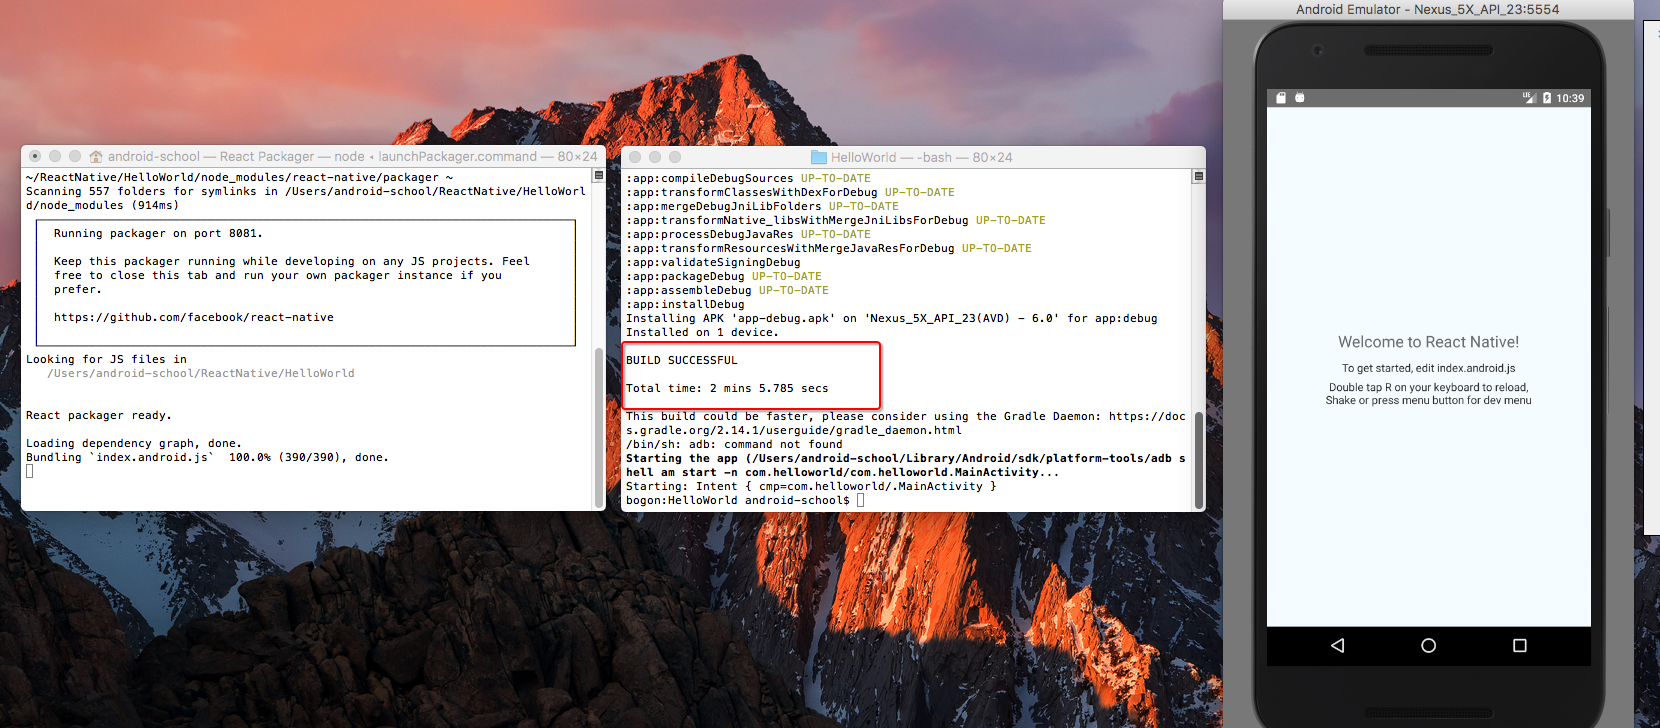 android-school — React Packager — node ◂ launchPackager.command — 80×24
~/ReactNative/HelloWorld/node_modules/react-native/packager ~
Scanning 557 folders for symlinks in /Users/android-school/ReactNative/HelloWorl
d/node_modules (914ms)
Running packager on port 8081.
Keep this packager running while developing on any JS projects. Feel
free to close this tab and run your own packager instance if you
prefer.
https://github.com/facebook/react-native
Looking for JS files in
/Users/android-school/ReactNative/HelloWorld
React packager ready.
Loading dependency graph, done.
Bundling `index.android.js`  100.0% (390/390), done.
HelloWorld — -bash — 80×24
:app:compileDebugSources UP-TO-DATE
:app:transformClassesWithDexForDebug UP-TO-DATE
:app:mergeDebugJniLibFolders UP-TO-DATE
:app:transformNative_libsWithMergeJniLibsForDebug UP-TO-DATE
:app:processDebugJavaRes UP-TO-DATE
:app:transformResourcesWithMergeJavaResForDebug UP-TO-DATE
:app:validateSigningDebug
:app:packageDebug UP-TO-DATE
:app:assembleDebug UP-TO-DATE
:app:installDebug
Installing APK 'app-debug.apk' on 'Nexus_5X_API_23(AVD) - 6.0' for app:debug
Installed on 1 device.
BUILD SUCCESSFUL
Total time: 2 mins 5.785 secs
This build could be faster, please consider using the Gradle Daemon: https://doc
s.gradle.org/2.14.1/userguide/gradle_daemon.html
/bin/sh: adb: command not found
Starting the app (/Users/android-school/Library/Android/sdk/platform-tools/adb s
hell am start -n com.helloworld/com.helloworld.MainActivity...
Starting: Intent { cmp=com.helloworld/.MainActivity }
bogon:HelloWorld android-school$
Android Emulator - Nexus_5X_API_23:5554
LTE 10:39
Welcome to React Native!
To get started, edit index.android.js
Double tap R on your keyboard to reload,
Shake or press menu button for dev menu